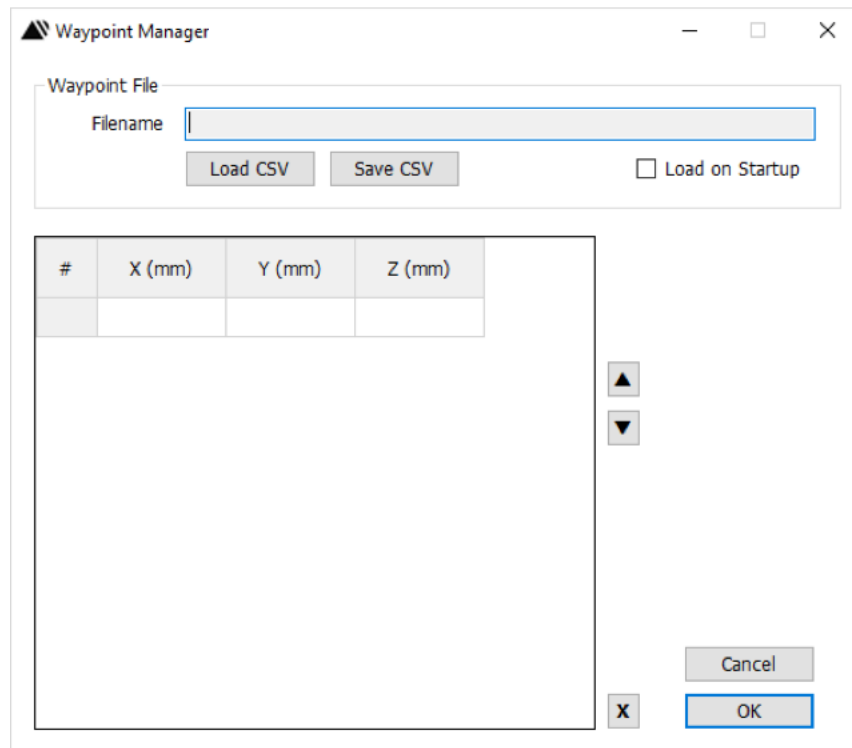 Waypoint Manager
Waypoint File
Filename
Load CSV Save CSV Load on Startup
# X (mm) Y (mm) Z (mm)
▲
▼
Cancel
X OK